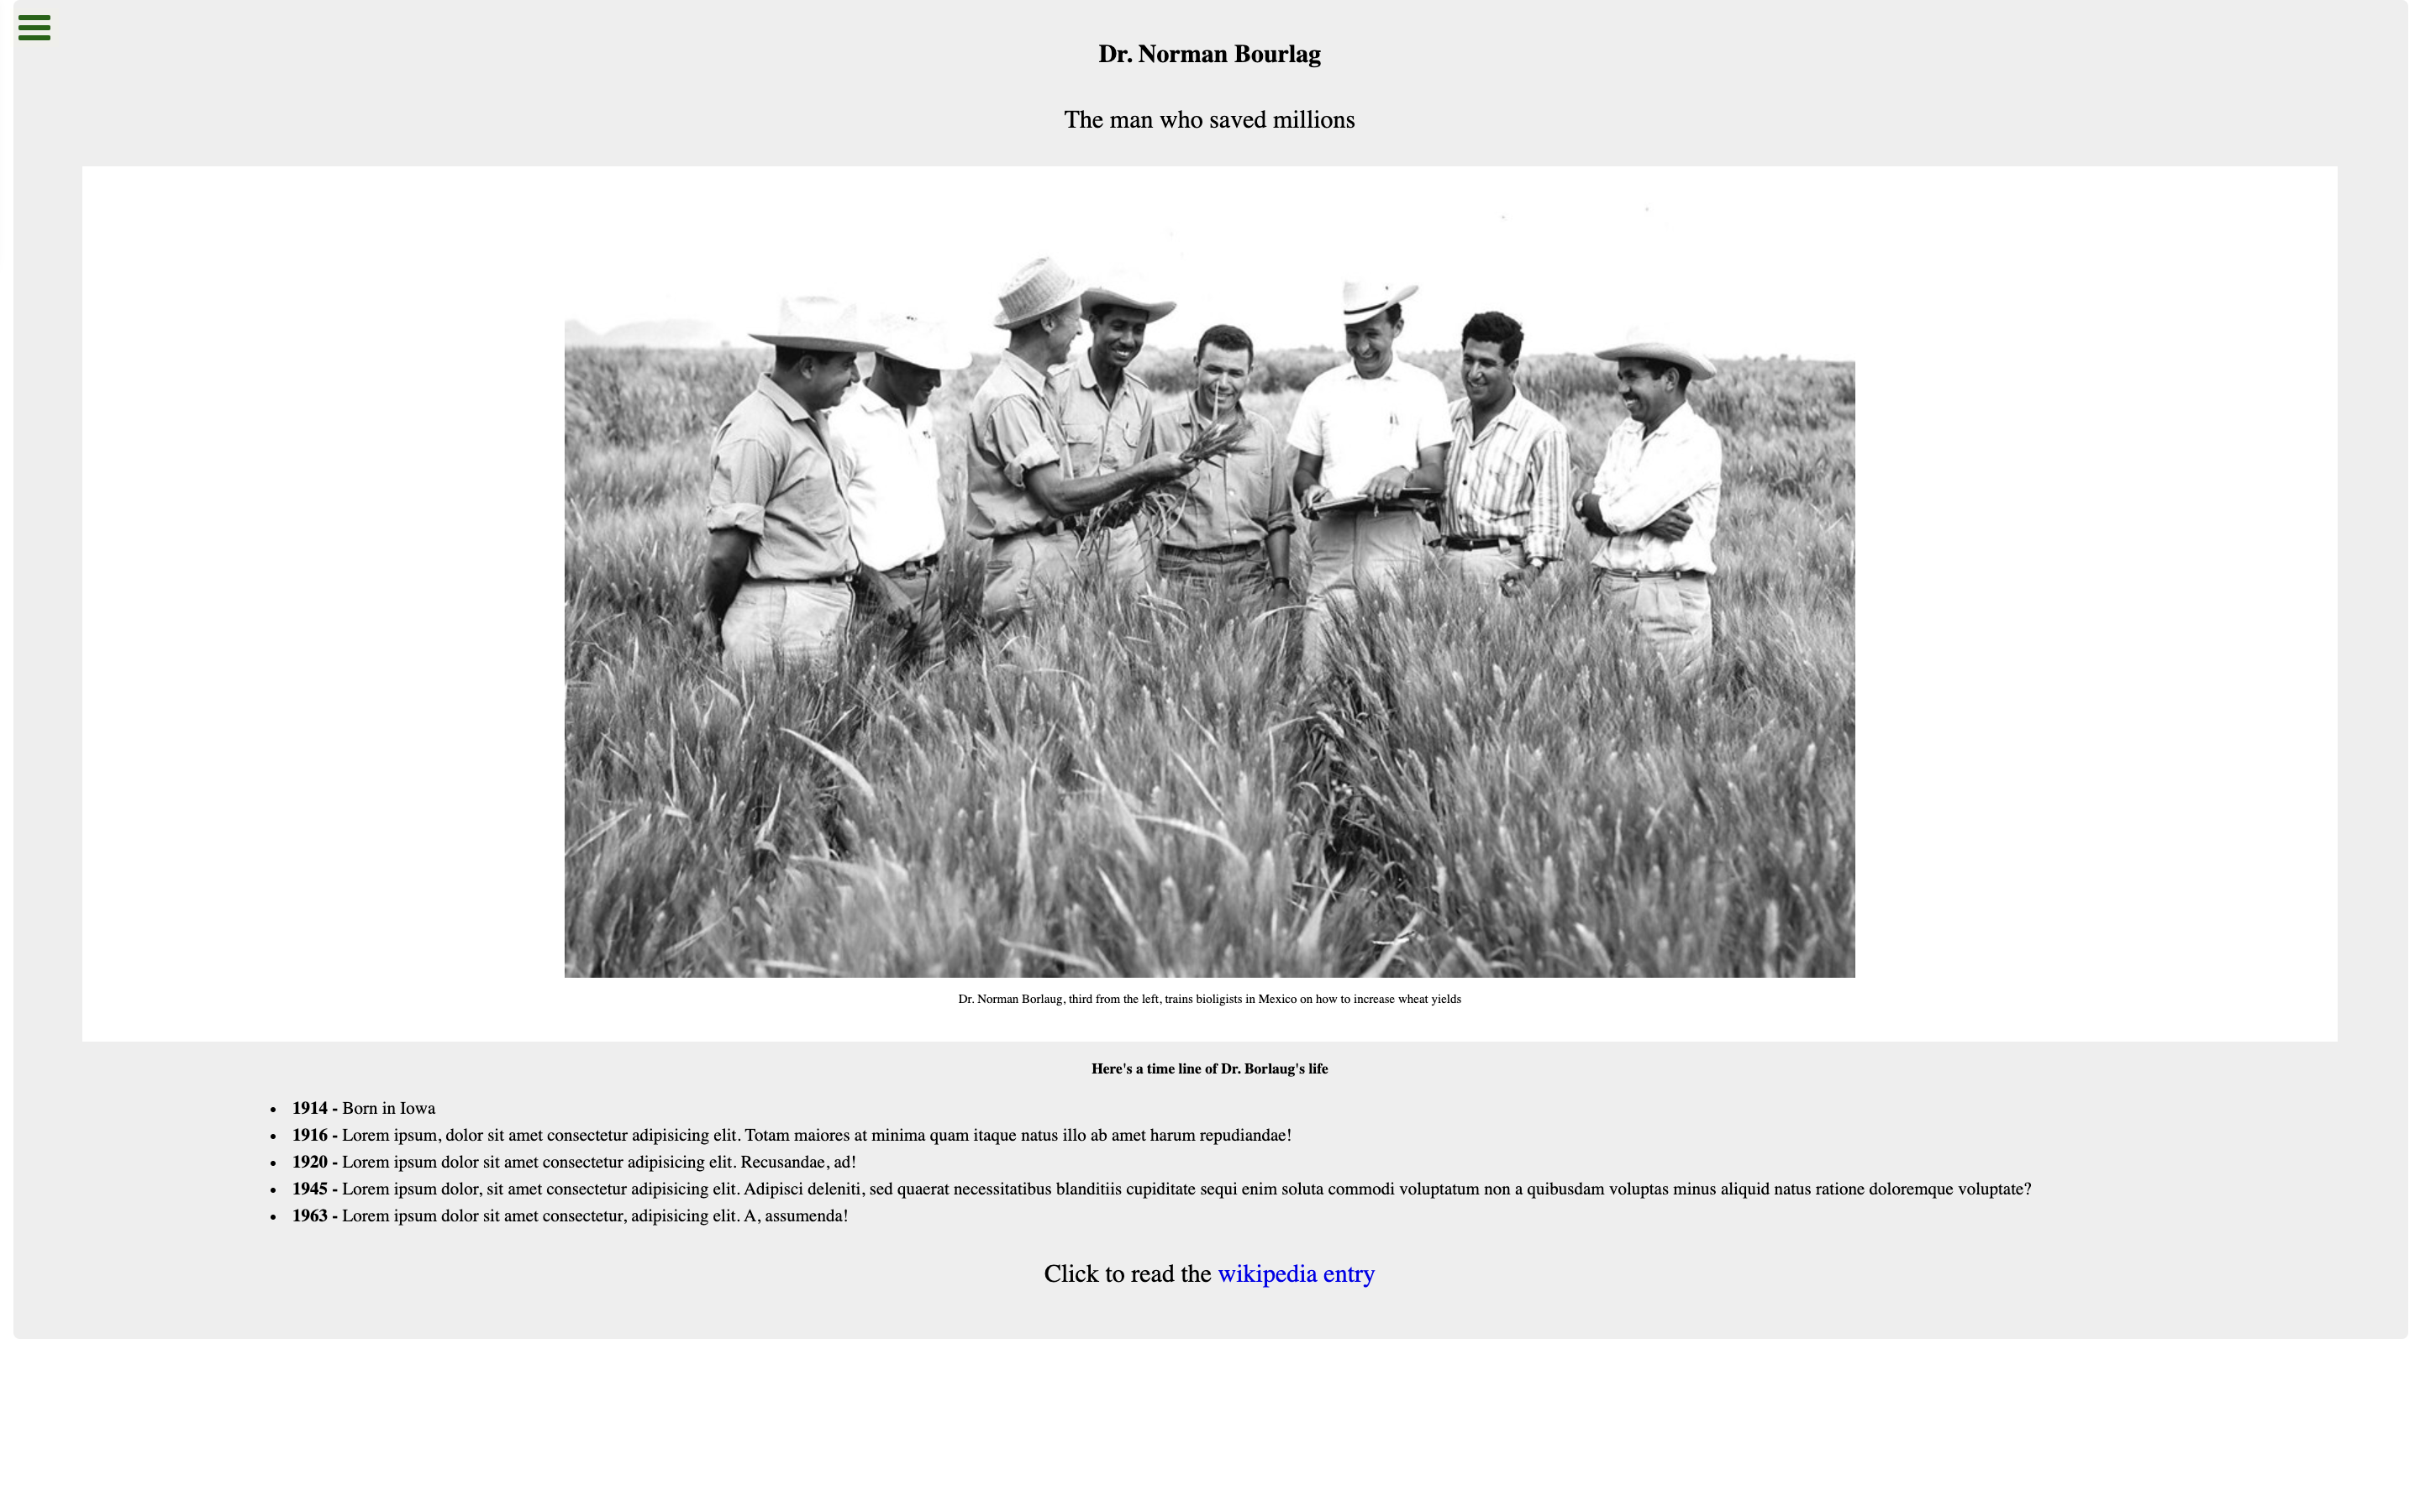 Dr. Norman Bourlag
The man who saved millions
Dr. Norman Borlaug, third from the left, trains bioligists in Mexico on how to increase wheat yields
Here's a time line of Dr. Borlaug's life
1914 - Born in Iowa
1916 - Lorem ipsum, dolor sit amet consectetur adipisicing elit. Totam maiores at minima quam itaque natus illo ab amet harum repudiandae!
1920 - Lorem ipsum dolor sit amet consectetur adipisicing elit. Recusandae, ad!
1945 - Lorem ipsum dolor, sit amet consectetur adipisicing elit. Adipisci deleniti, sed quaerat necessitatibus blanditiis cupiditate sequi enim soluta commodi voluptatum non a quibusdam voluptas minus aliquid natus ratione doloremque voluptate?
1963 - Lorem ipsum dolor sit amet consectetur, adipisicing elit. A, assumenda!
Click to read the wikipedia entry